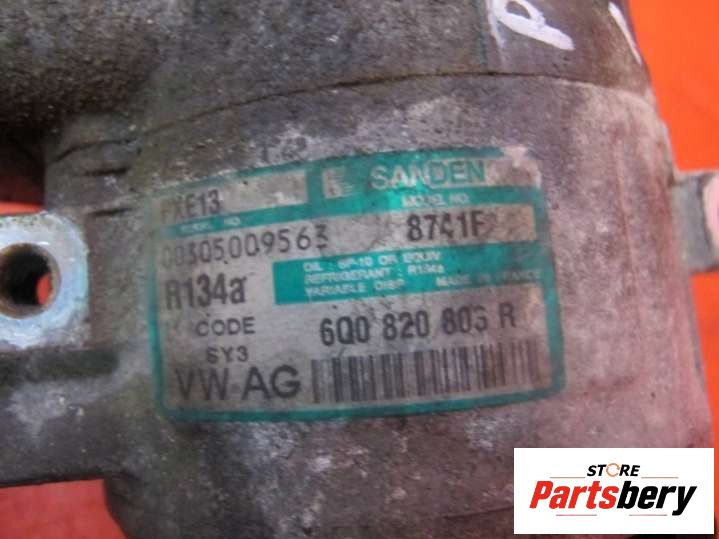 P
PXE13 SANDEN
SERIAL NO MODEL NO.
00305009563 8741F
R134a
OIL : SP-10 OR EQUIV
REFRIGERANT : R134a
VARIABLE DISP MADE IN FRANCE
CODE 6Q0 820 803 R
SY3
VW AG
STORE
Partsbery